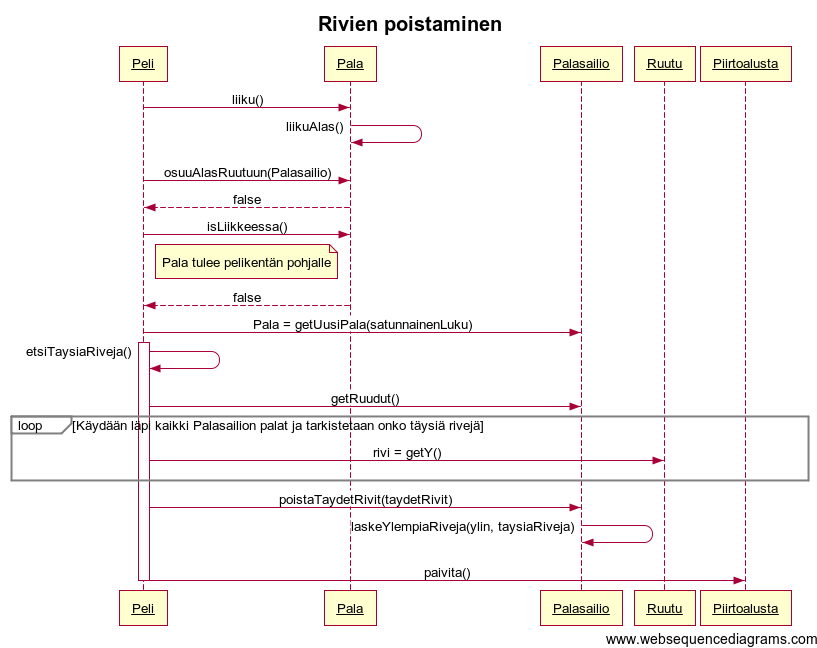 Rivien poistaminen
Peli
Pala
Palasailio
Ruutu
Piirtoalusta
liiku()
liikuAlas()
osuuAlasRuutuun(Palasailio)
false
isLiikkeessa()
Pala tulee pelikentän pohjalle
false
Pala = getUusiPala(satunnainenLuku)
etsiTaysiaRiveja()
getRuudut()
loop [Käydään läpi kaikki Palasailion palat ja tarkistetaan onko täysiä rivejä]
rivi = getY()
poistaTaydetRivit(taydetRivit)
laskeYlempiaRiveja(ylin, taysiaRiveja)
paivita()
Peli
Pala
Palasailio
Ruutu
Piirtoalusta
www.websequencediagrams.com